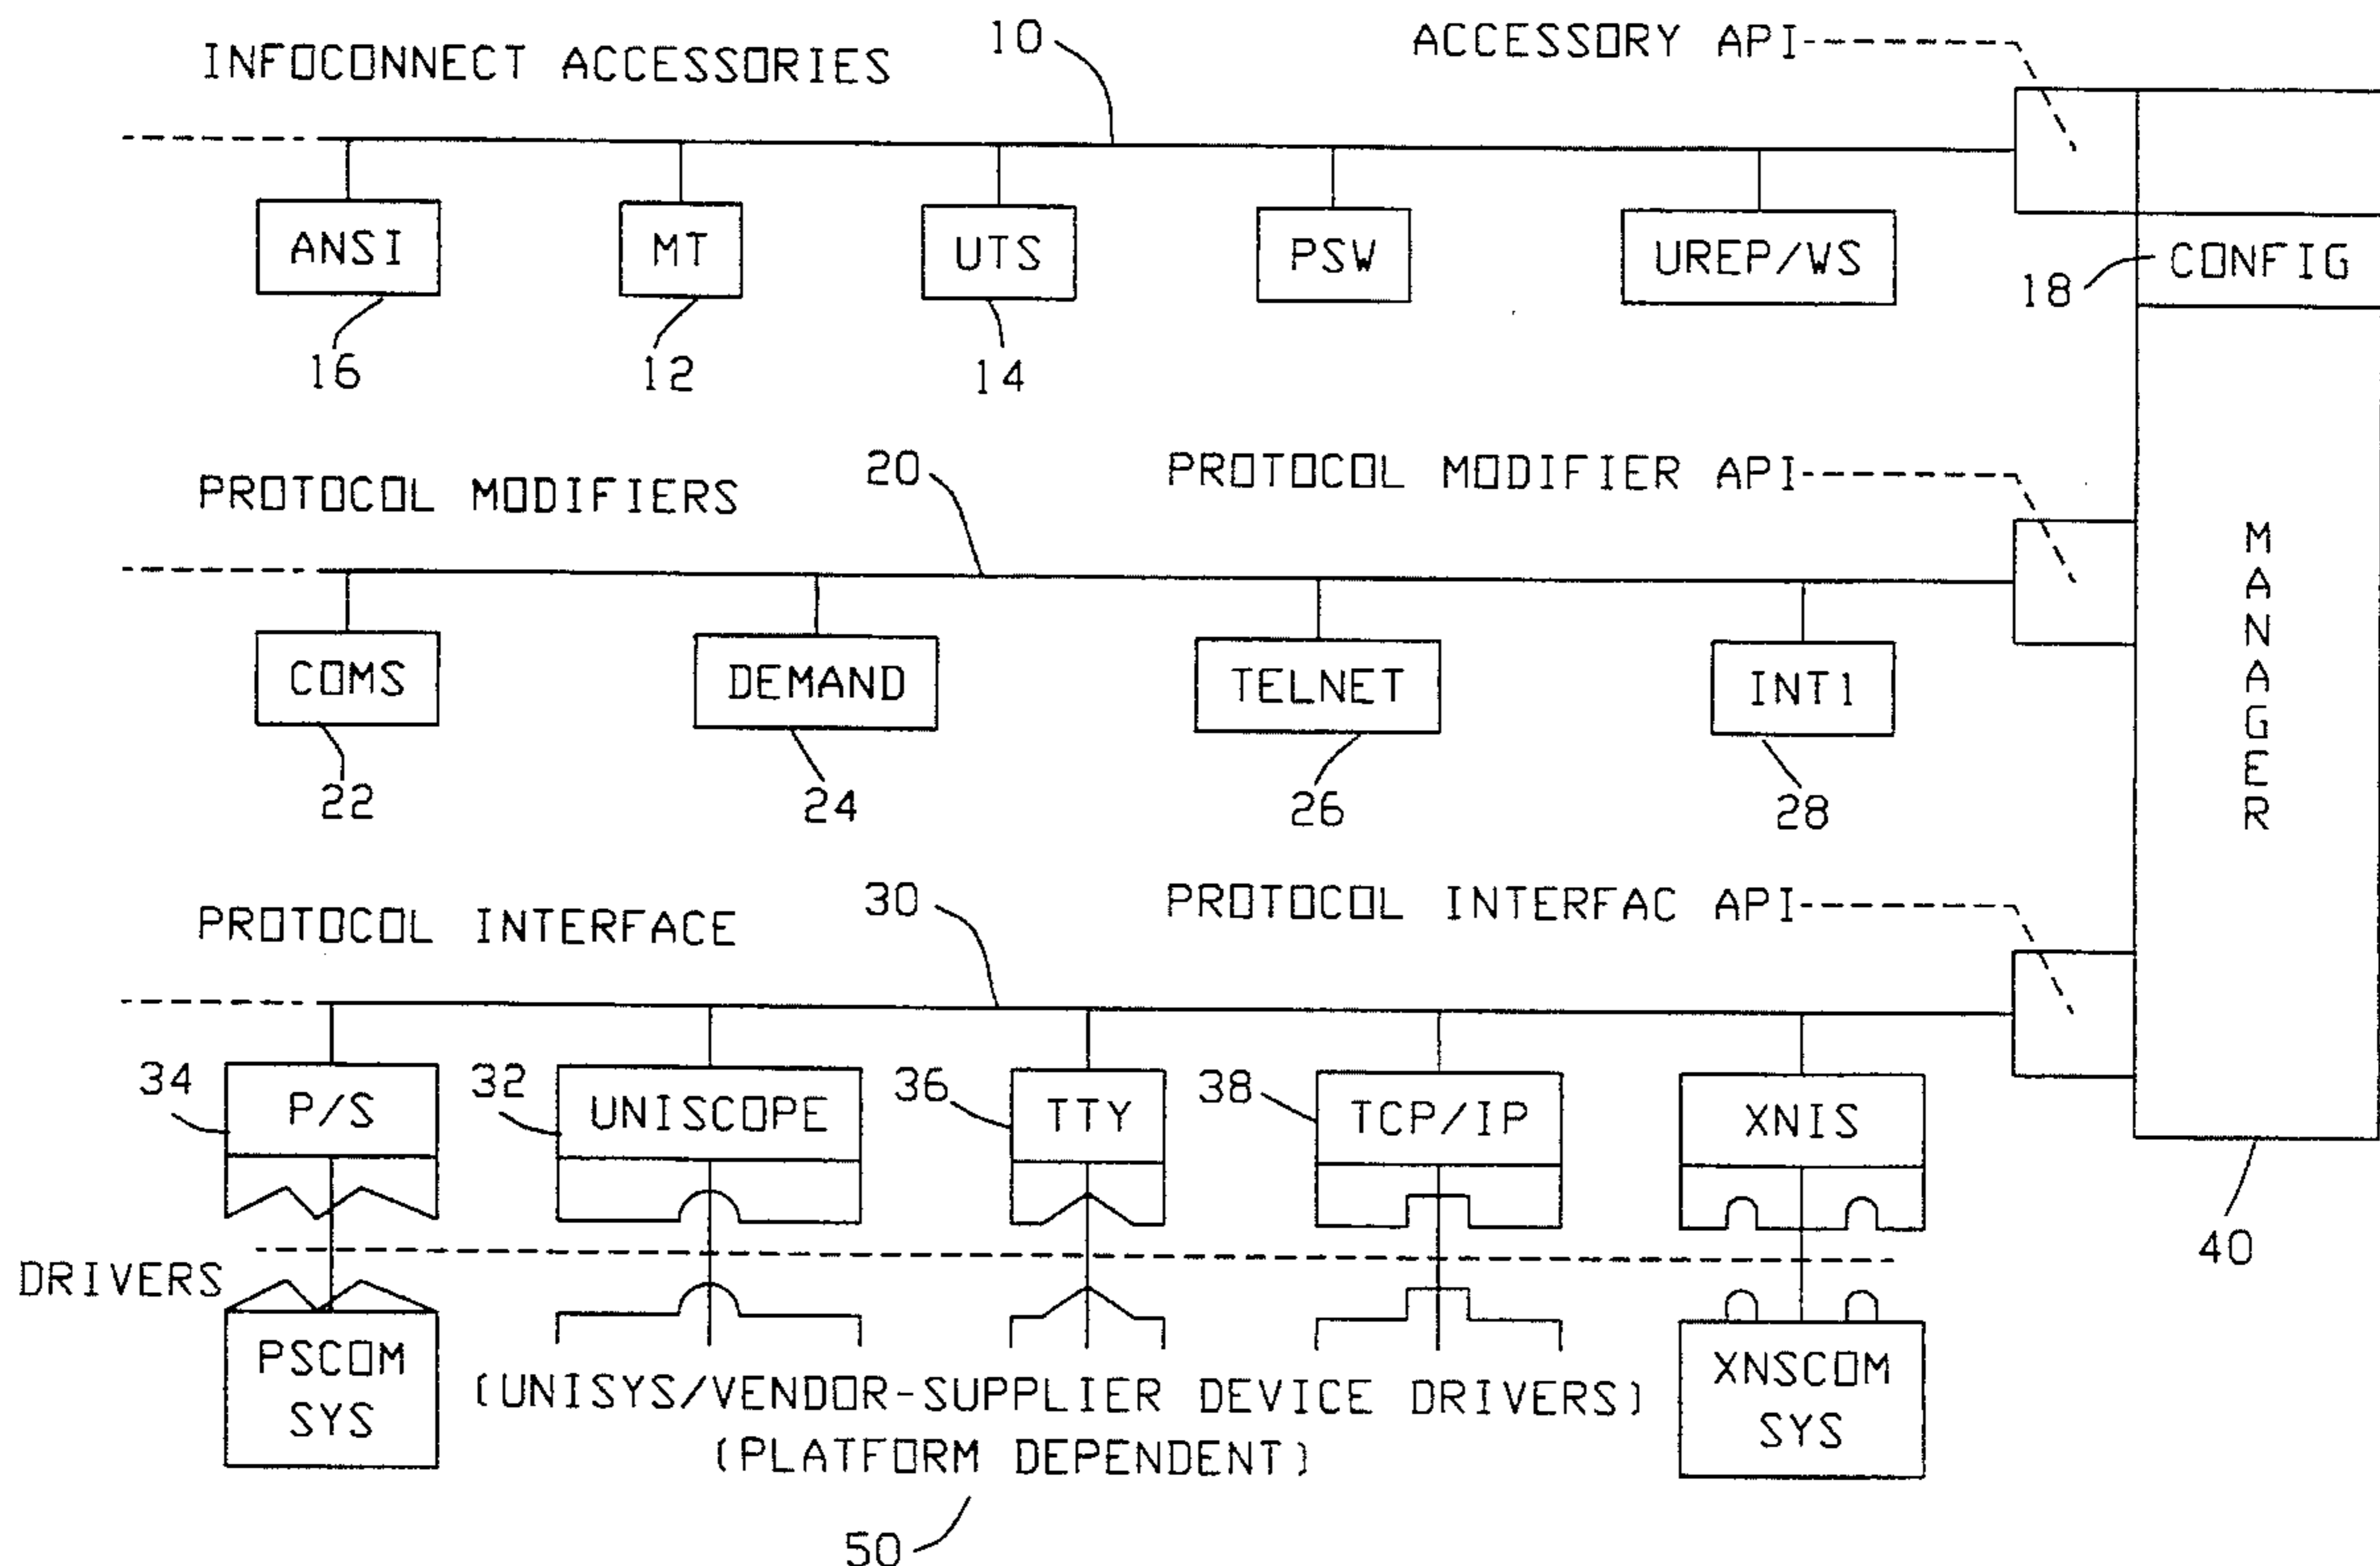 INFOCONNECT ACCESSORIES
10
ACCESSORY API
ANSI
MT
UTS
PSW
UREP/WS
18
CONFIG
16
12
14
PROTOCOL MODIFIERS
20
PROTOCOL MODIFIER API
MANAGER
COMS
DEMAND
TELNET
INT1
22
24
26
28
PROTOCOL INTERFACE
30
PROTOCOL INTERFAC API
34
P/S
32
UNISCOPE
36
TTY
38
TCP/IP
XNIS
40
DRIVERS
PSCOM
SYS
(UNISYS/VENDOR-SUPPLIER DEVICE DRIVERS)
(PLATFORM DEPENDENT)
XNSCOM
SYS
50